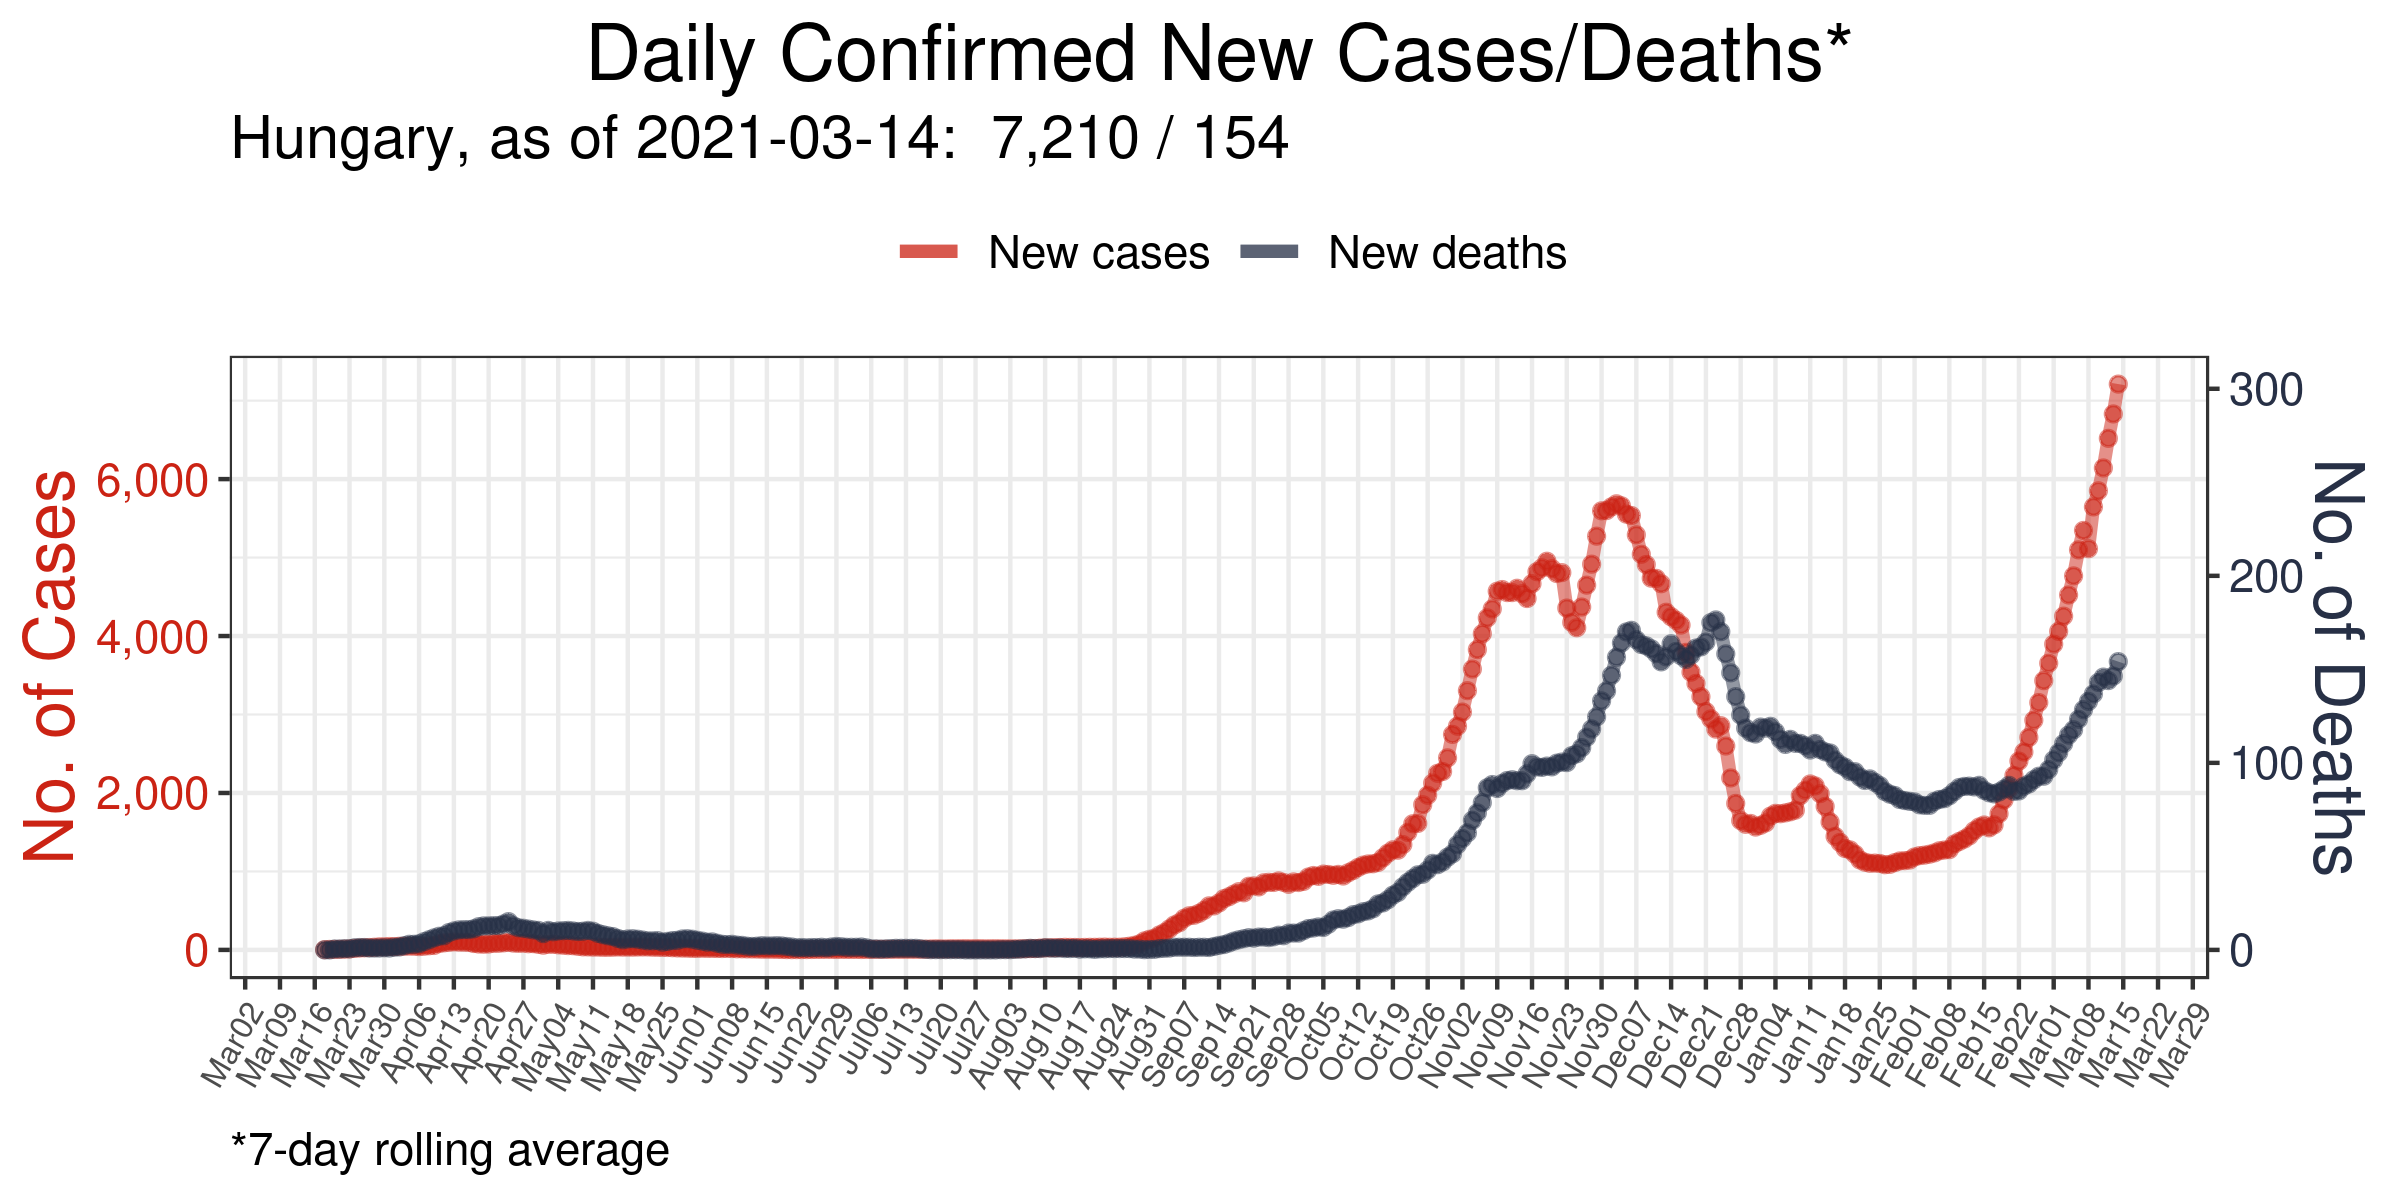 Daily Confirmed New Cases/Deaths*
Hungary, as of 2021-03-14:  7,210 / 154
New cases
New deaths
No. of Cases
6,000
4,000
2,000
0
300
200
100
0
No. of Deaths
Mar02
Mar09
Mar16
Mar23
Mar30
Apr06
Apr13
Apr20
Apr27
May04
May11
May18
May25
Jun01
Jun08
Jun15
Jun22
Jun29
Jul06
Jul13
Jul20
Jul27
Aug03
Aug10
Aug17
Aug24
Aug31
Sep07
Sep14
Sep21
Sep28
Oct05
Oct12
Oct19
Oct26
Nov02
Nov09
Nov16
Nov23
Nov30
Dec07
Dec14
Dec21
Dec28
Jan04
Jan11
Jan18
Jan25
Feb01
Feb08
Feb15
Feb22
Mar01
Mar08
Mar15
Mar22
Mar29
*7-day rolling average